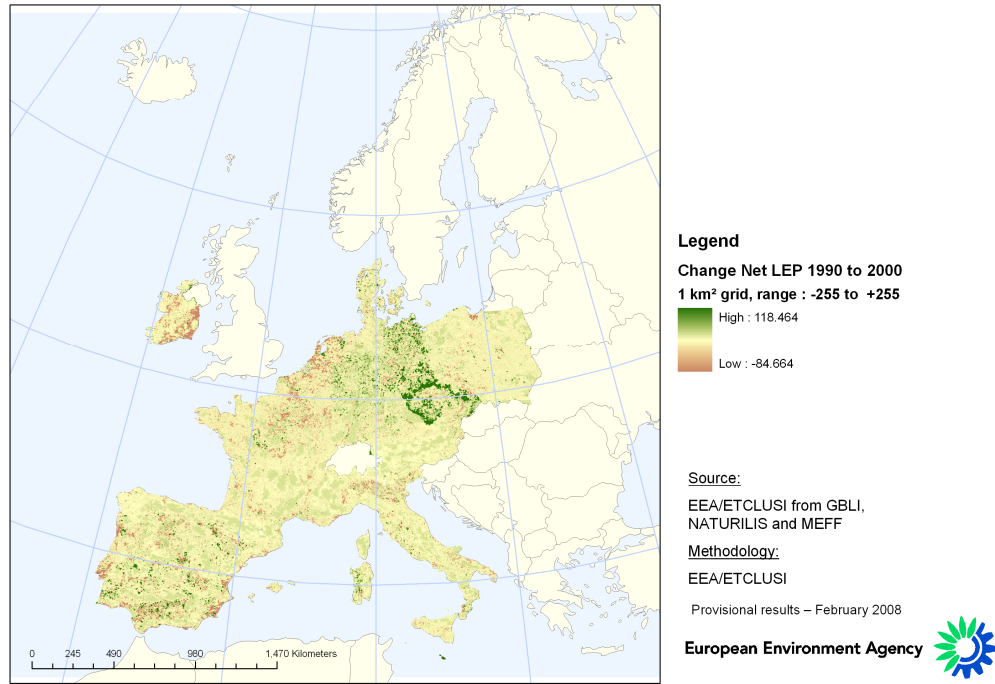 Legend
Change Net LEP 1990 to 2000
1 km² grid, range : -255 to +255
High : 118.464
Low : -84.664
Source:
EEA/ETCLUSI from GBLI,
NATURILIS and MEFF
Methodology:
EEA/ETCLUSI
Provisional results – February 2008
European Environment Agency
0 245 490 980 1,470 Kilometers